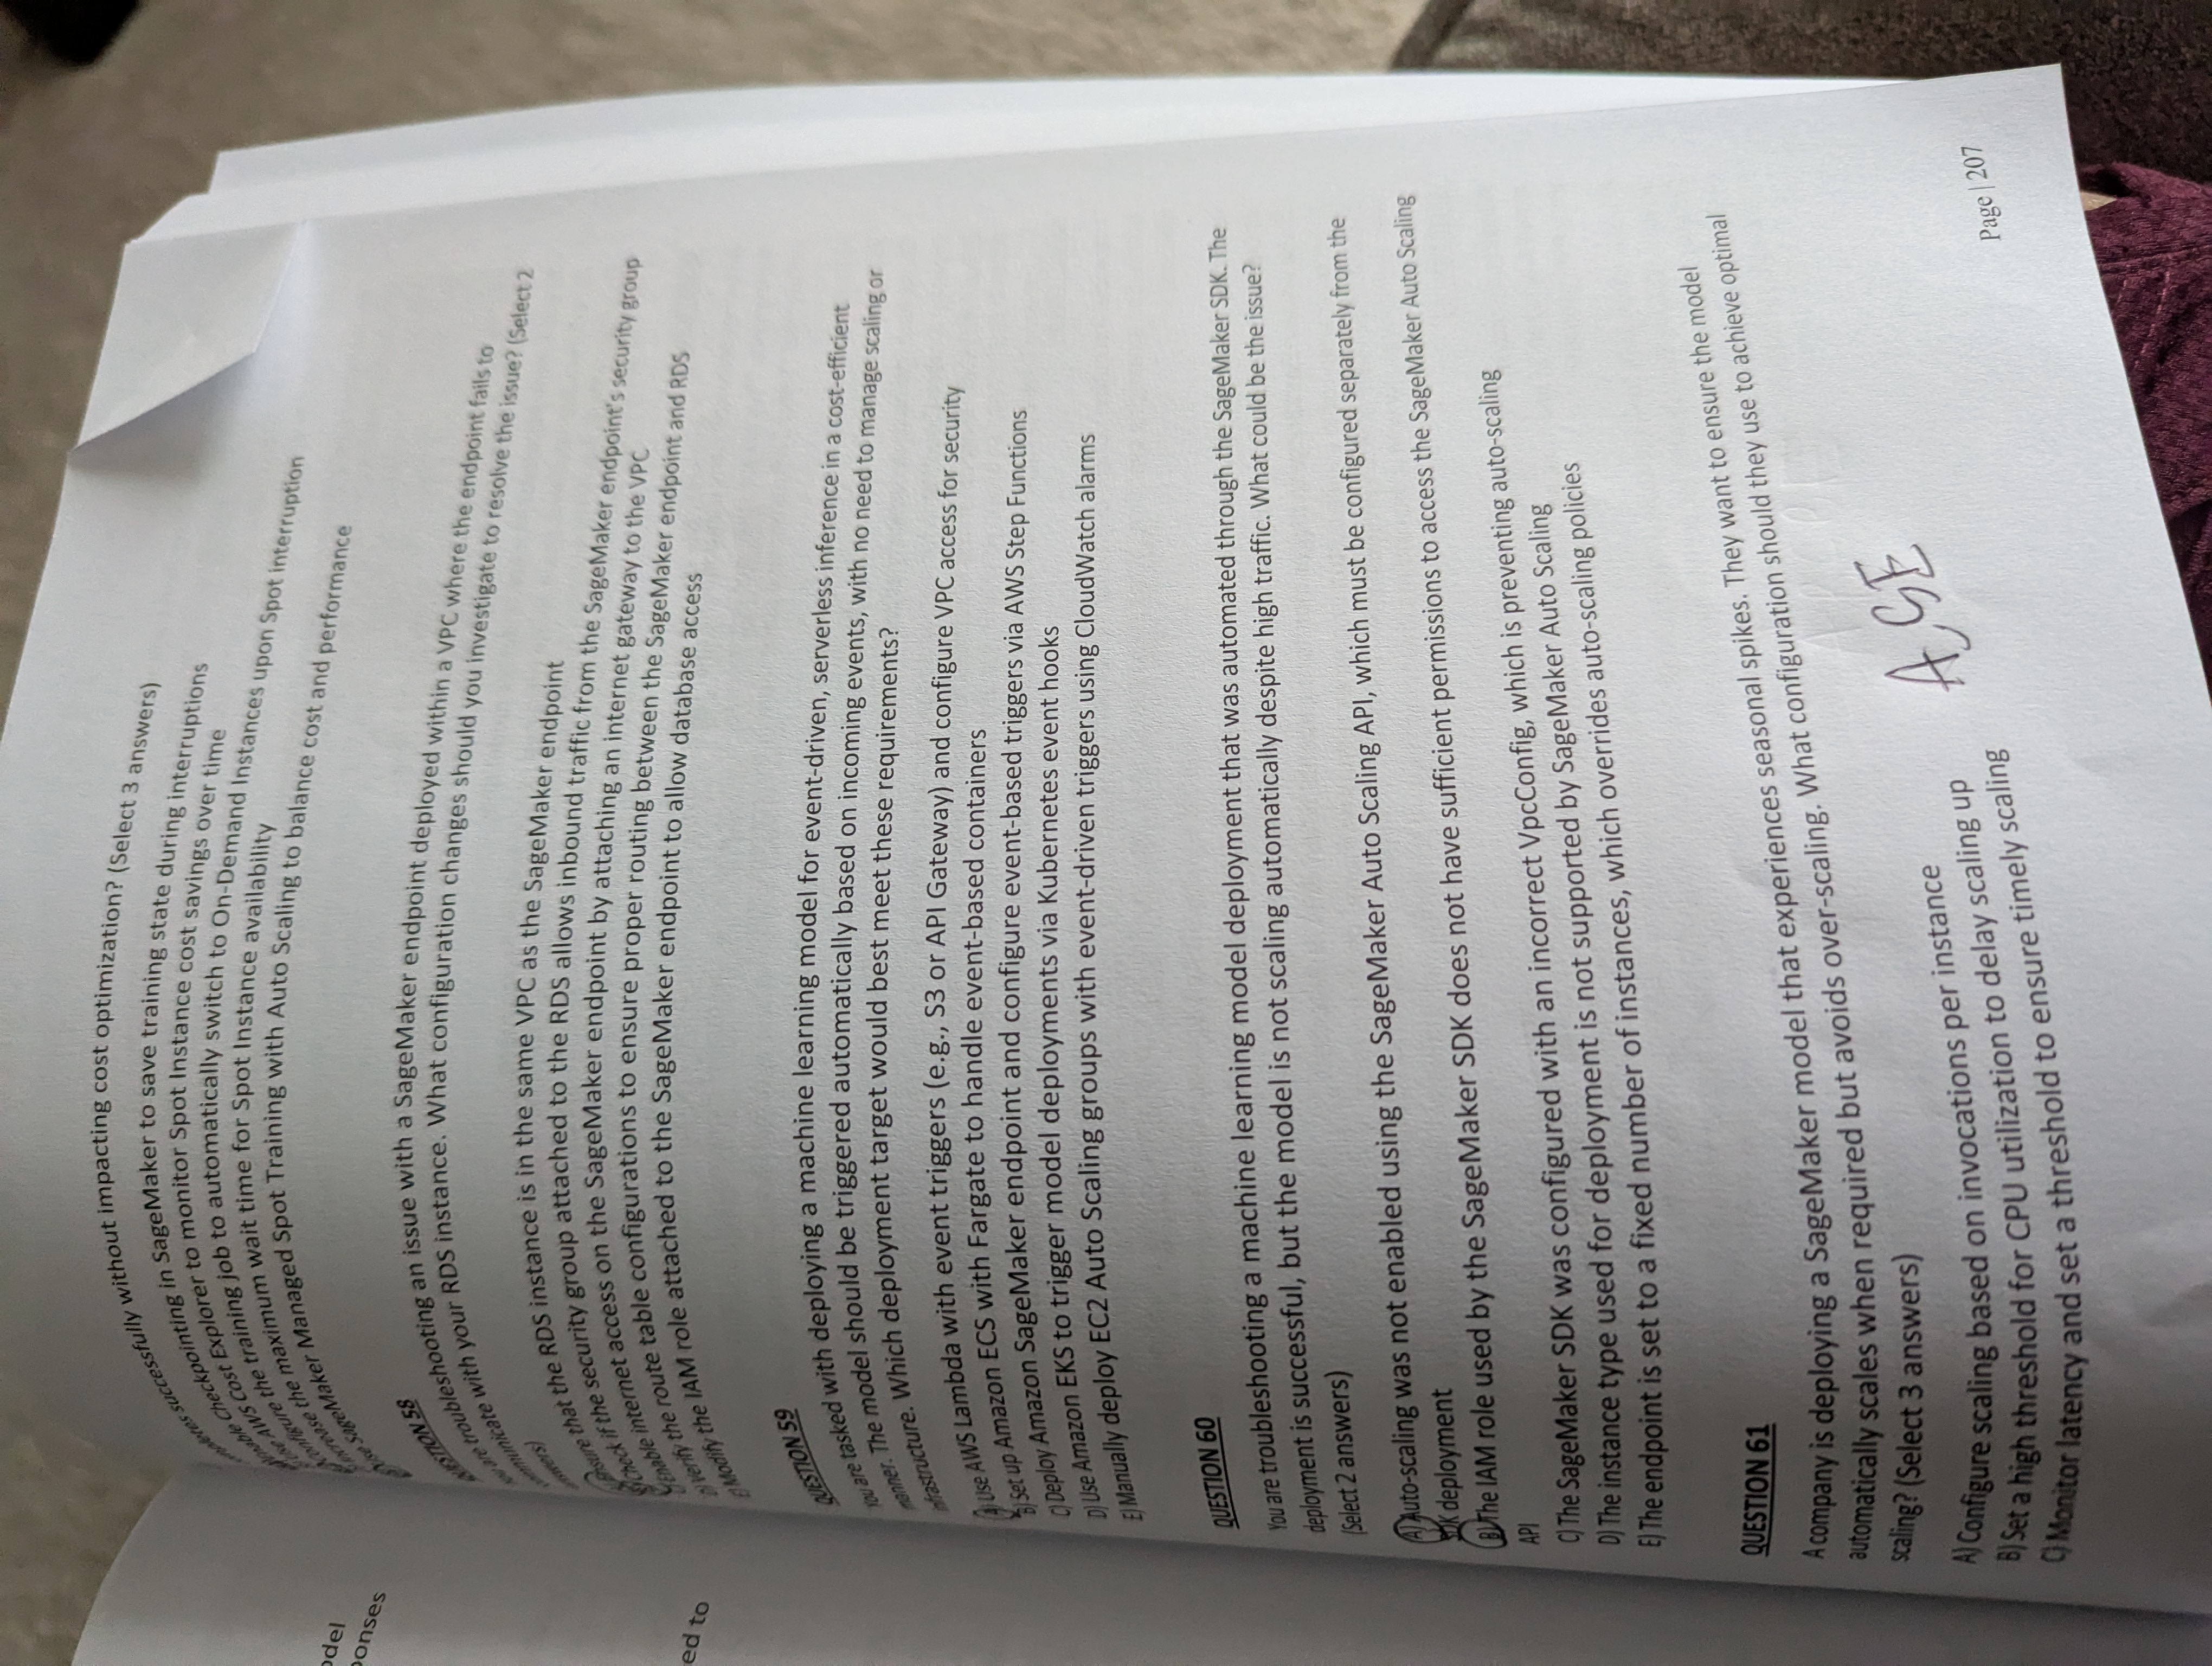 completes successfully without impacting cost optimization? (Select 3 answers)
Enable Checkpointing in SageMaker to save training state during interruptions
Use AWS Cost Explorer to monitor Spot Instance cost savings over time
Configure the training job to automatically switch to On-Demand Instances upon Spot interruption
Increase the maximum wait time for Spot Instance availability
Use SageMaker Managed Spot Training with Auto Scaling to balance cost and performance
QUESTION 58
You are troubleshooting an issue with a SageMaker endpoint deployed within a VPC where the endpoint fails to
communicate with your RDS instance. What configuration changes should you investigate to resolve the issue? (Select 2
answers)
Ensure that the RDS instance is in the same VPC as the SageMaker endpoint
B) Check if the security group attached to the RDS allows inbound traffic from the SageMaker endpoint's security group
C) Enable internet access on the SageMaker endpoint by attaching an internet gateway to the VPC
D) Verify the route table configurations to ensure proper routing between the SageMaker endpoint and RDS
E) Modify the IAM role attached to the SageMaker endpoint to allow database access
QUESTION 59
You are tasked with deploying a machine learning model for event-driven, serverless inference in a cost-efficient
manner. The model should be triggered automatically based on incoming events, with no need to manage scaling or
infrastructure. Which deployment target would best meet these requirements?
A) Use AWS Lambda with event triggers (e.g., S3 or API Gateway) and configure VPC access for security
B) Set up Amazon ECS with Fargate to handle event-based containers
C) Deploy Amazon SageMaker endpoint and configure event-based triggers via AWS Step Functions
D) Use Amazon EKS to trigger model deployments via Kubernetes event hooks
E) Manually deploy EC2 Auto Scaling groups with event-driven triggers using CloudWatch alarms
QUESTION 60
You are troubleshooting a machine learning model deployment that was automated through the SageMaker SDK. The
deployment is successful, but the model is not scaling automatically despite high traffic. What could be the issue?
(Select 2 answers)
A) Auto-scaling was not enabled using the SageMaker Auto Scaling API, which must be configured separately from the
SDK deployment
B) The IAM role used by the SageMaker SDK does not have sufficient permissions to access the SageMaker Auto Scaling
API
C) The SageMaker SDK was configured with an incorrect VpcConfig, which is preventing auto-scaling
D) The instance type used for deployment is not supported by SageMaker Auto Scaling
E) The endpoint is set to a fixed number of instances, which overrides auto-scaling policies
QUESTION 61
A company is deploying a SageMaker model that experiences seasonal spikes. They want to ensure the model
automatically scales when required but avoids over-scaling. What configuration should they use to achieve optimal
scaling? (Select 3 answers)
A) Configure scaling based on invocations per instance
B) Set a high threshold for CPU utilization to delay scaling up
C) Monitor latency and set a threshold to ensure timely scaling
Page | 207
odel
ponses
ed to